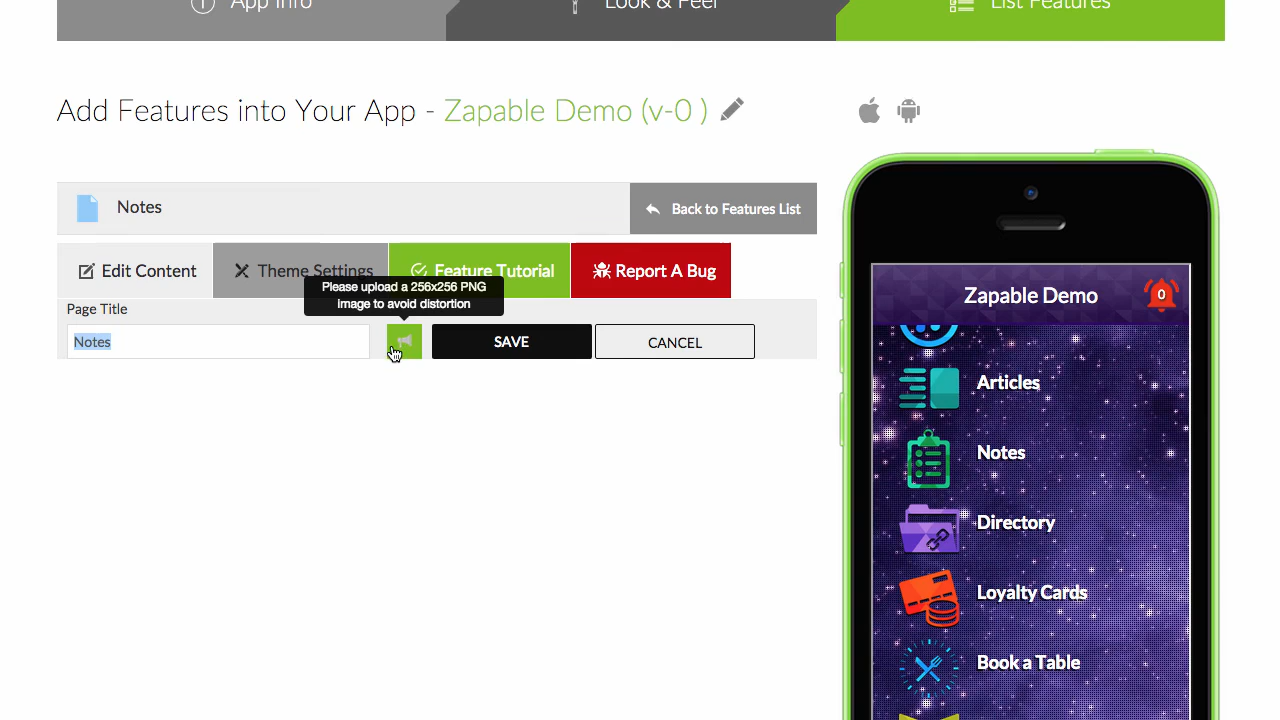 App Info
Look & Feel
List Features
Add Features into Your App - Zapable Demo (v-0 )
Notes
Back to Features List
Edit Content
Theme Settings
Feature Tutorial
Report A Bug
Please upload a 256x256 PNG
image to avoid distortion
Page Title
Notes
SAVE
CANCEL
Zapable Demo
0
Articles
Notes
Directory
Loyalty Cards
Book a Table